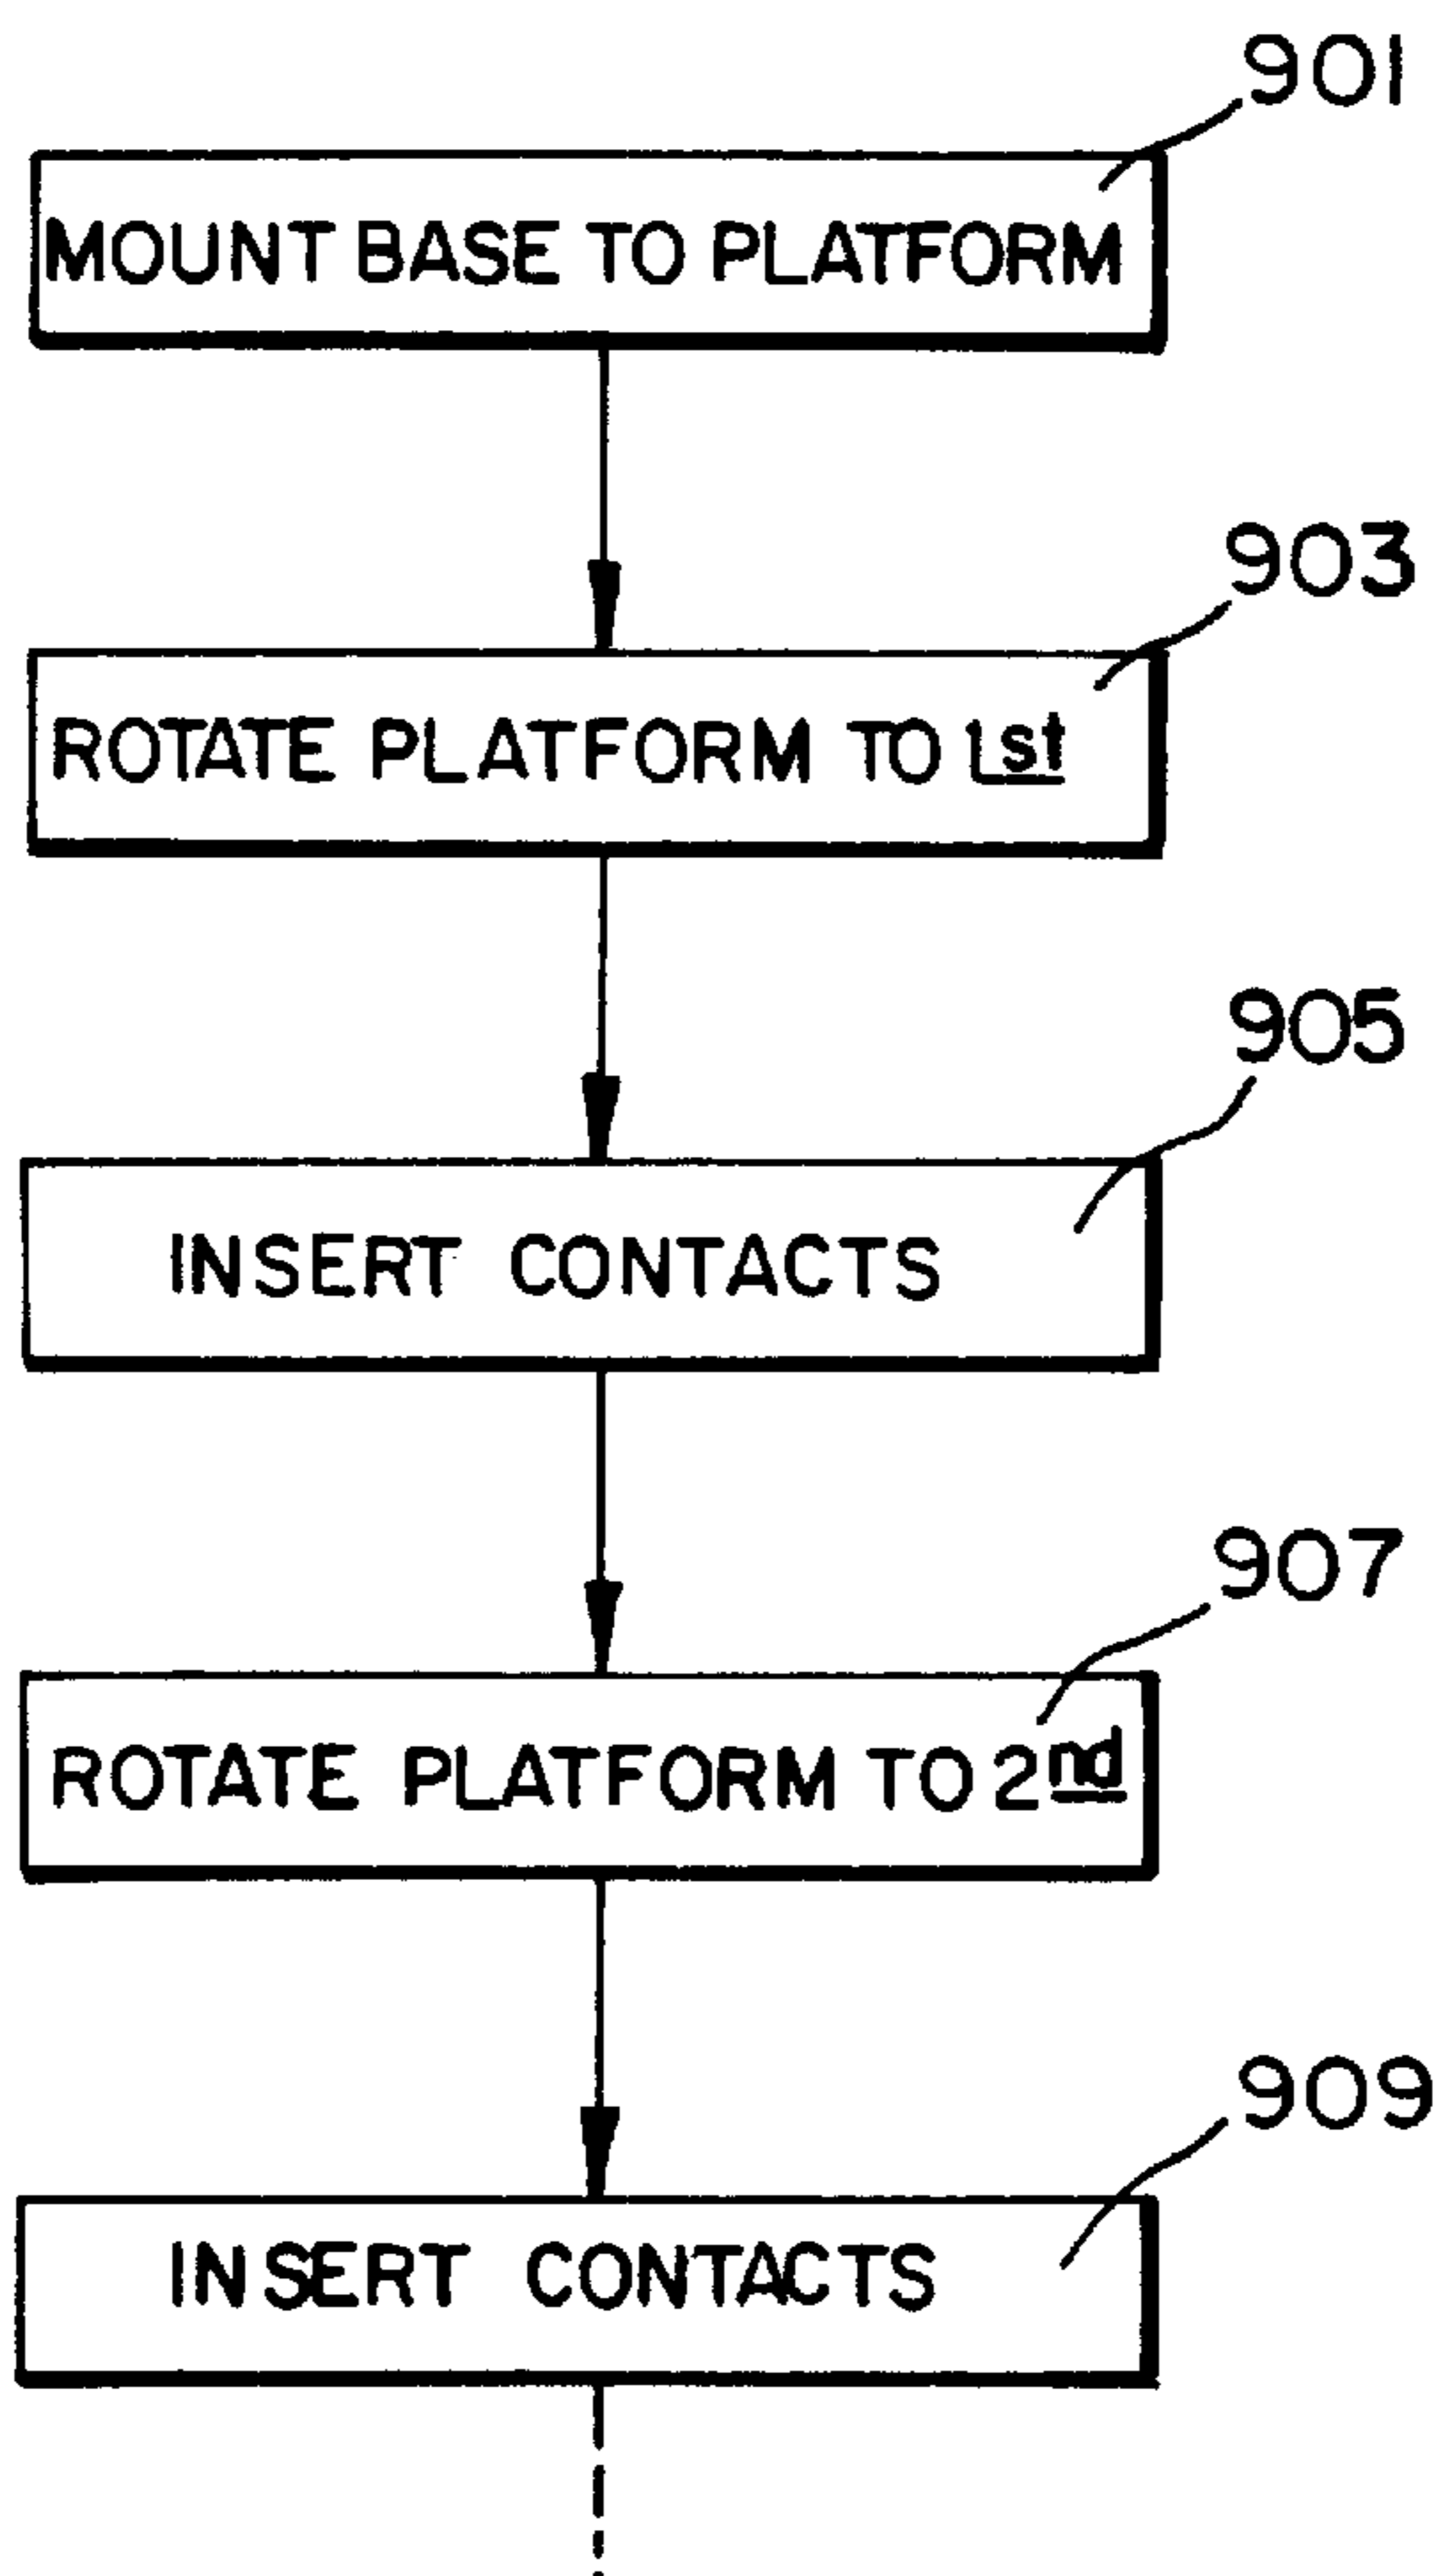 901
MOUNT BASE TO PLATFORM
903
ROTATE PLATFORM TO 1st
905
INSERT CONTACTS
907
ROTATE PLATFORM TO 2nd
909
INSERT CONTACTS